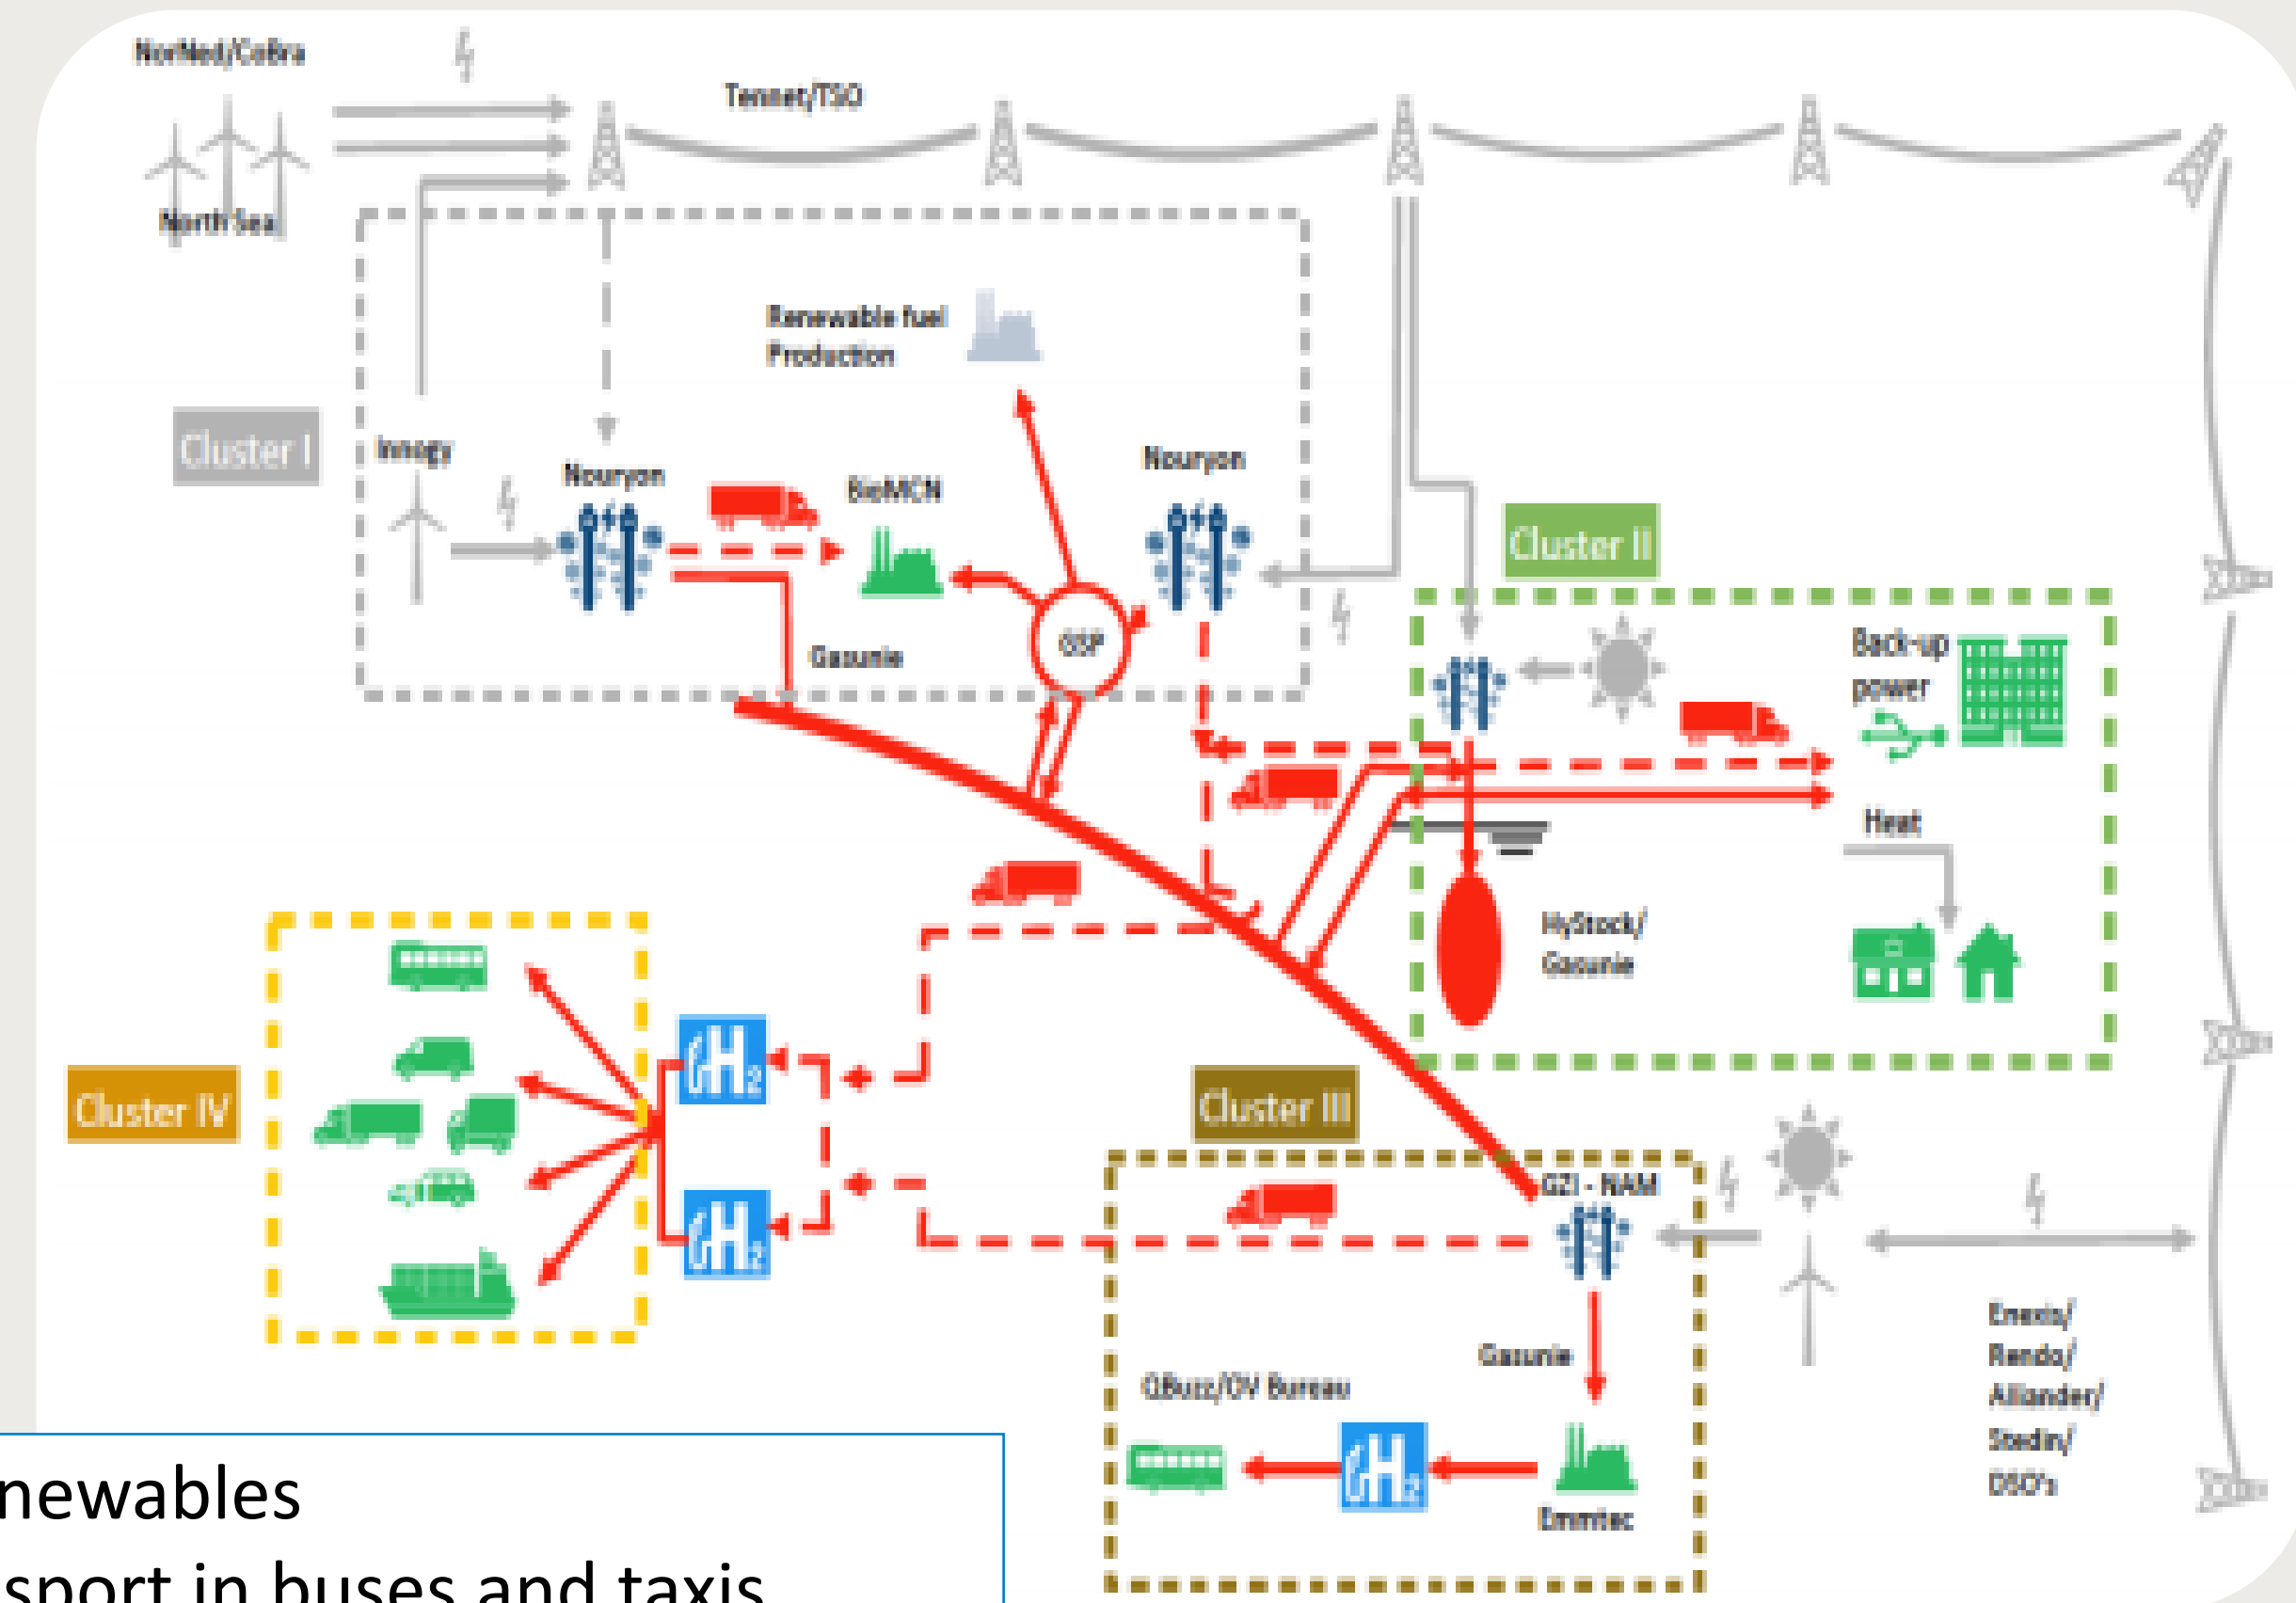 NorNed/CoBra
Tennet/TSO
North Sea
Renewable fuel
Production
Cluster I
Innogy
Nouryon
BioMCN
Nouryon
Cluster II
GSP
Gasunie
Back-up
power
Heat
HyStock/
Gasunie
H2
Cluster III
Cluster IV
GZI - NAM
H2
Enexis/
Rendo/
Alliander/
Stedin/
DSO's
Gasunie
QBuzz/OV Bureau
H2
Emmtec
newables
sport in buses and taxis